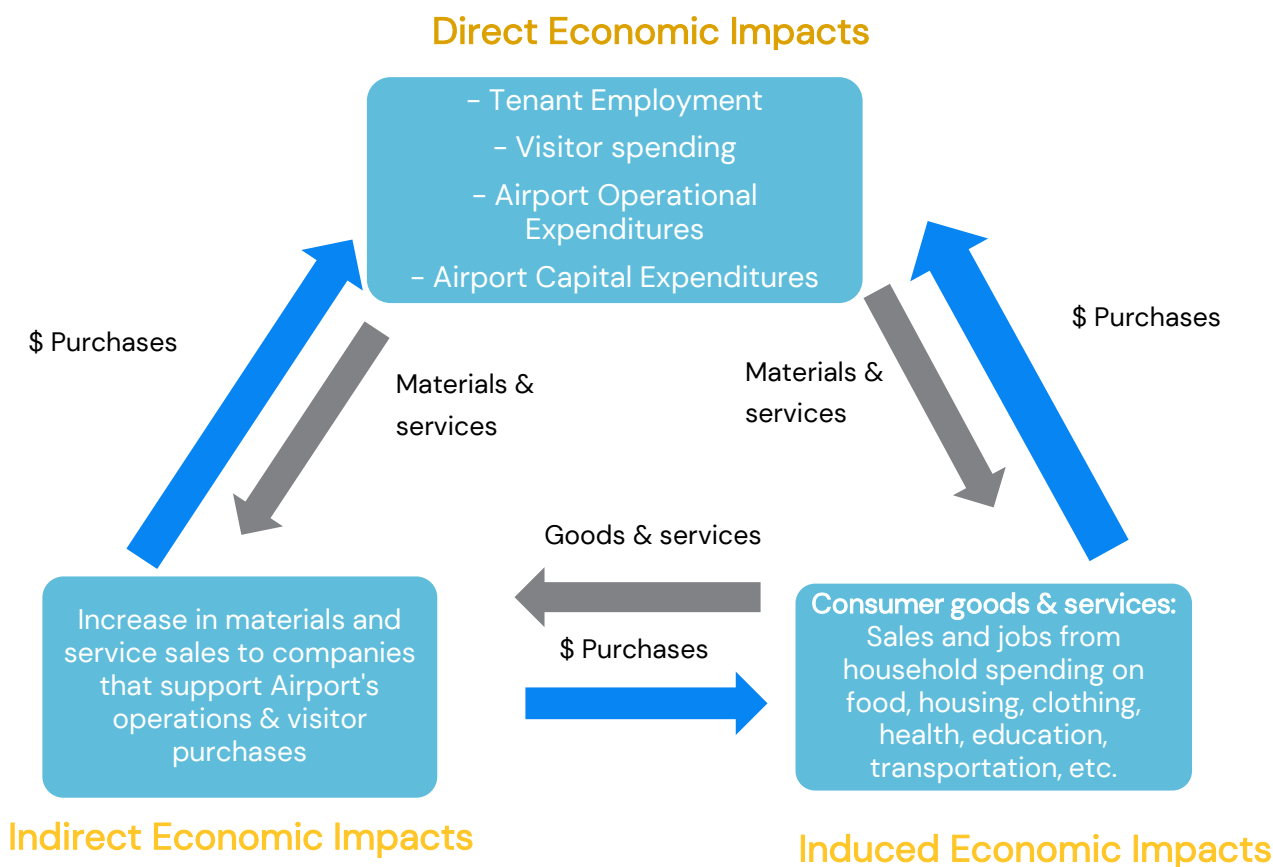 Direct Economic Impacts
- Tenant Employment
- Visitor spending
- Airport Operational
Expenditures
- Airport Capital Expenditures
$ Purchases
$ Purchases
Materials &
services
Materials &
services
Goods & services
$ Purchases
Increase in materials and
service sales to companies
that support Airport's
operations & visitor
purchases
Consumer goods & services:
Sales and jobs from
household spending on
food, housing, clothing,
health, education,
transportation, etc.
Indirect Economic Impacts
Induced Economic Impacts